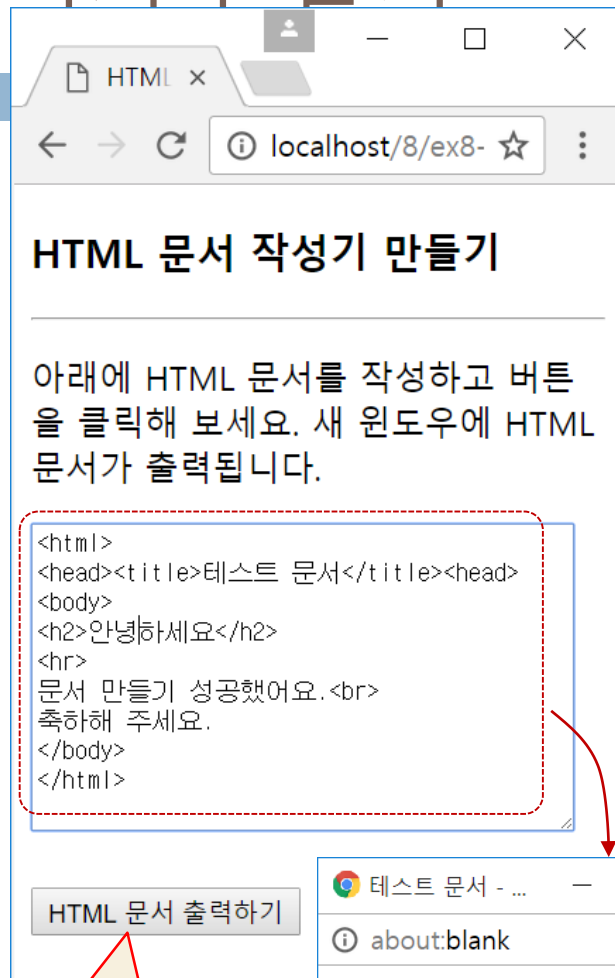 HTML
localhost/8/ex8-
HTML 문서 작성기 만들기
아래에 HTML 문서를 작성하고 버튼
을 클릭해 보세요. 새 윈도우에 HTML
문서가 출력됩니다.
<html>
<head><title>테스트 문서</title><head>
<body>
<h2>안녕하세요</h2>
<hr>
문서 만들기 성공했어요.<br>
축하해 주세요.
</body>
</html>
HTML 문서 출력하기
테스트 문서 - ...
about:blank